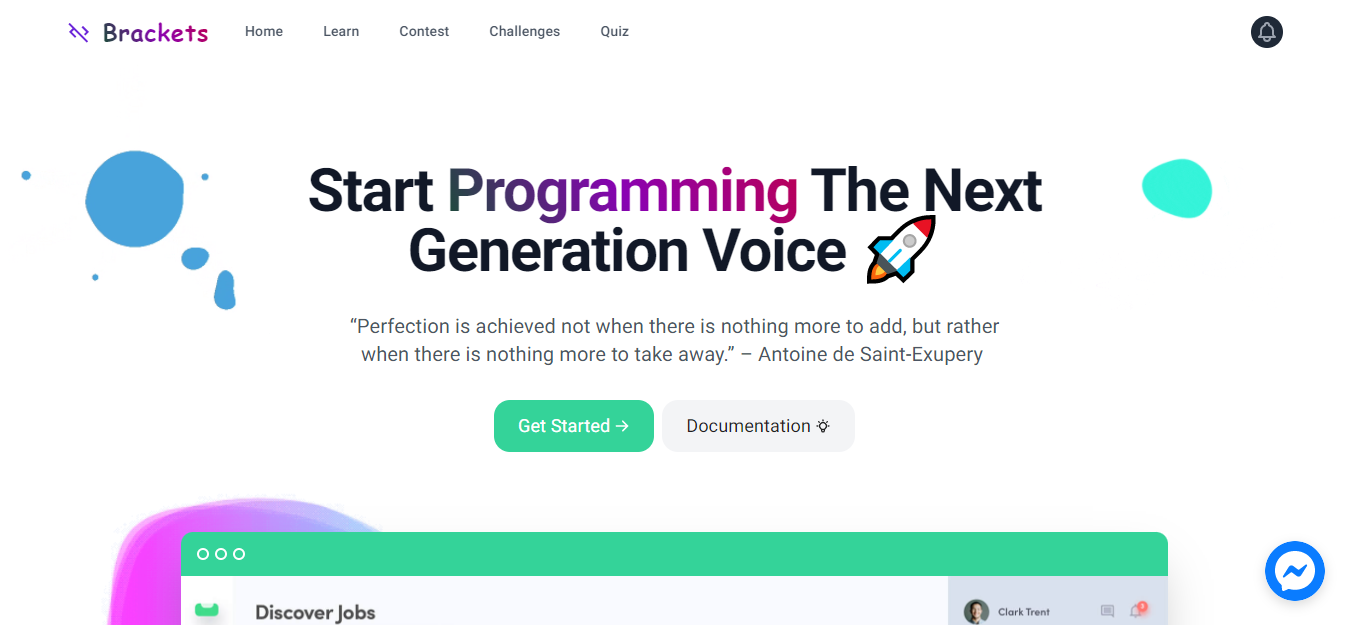 Brackets
Home
Learn
Contest
Challenges
Quiz
Start Programming The Next
Generation Voice
“Perfection is achieved not when there is nothing more to add, but rather
when there is nothing more to take away.” – Antoine de Saint-Exupery
Get Started →
Documentation
Discover Jobs
Clark Trent